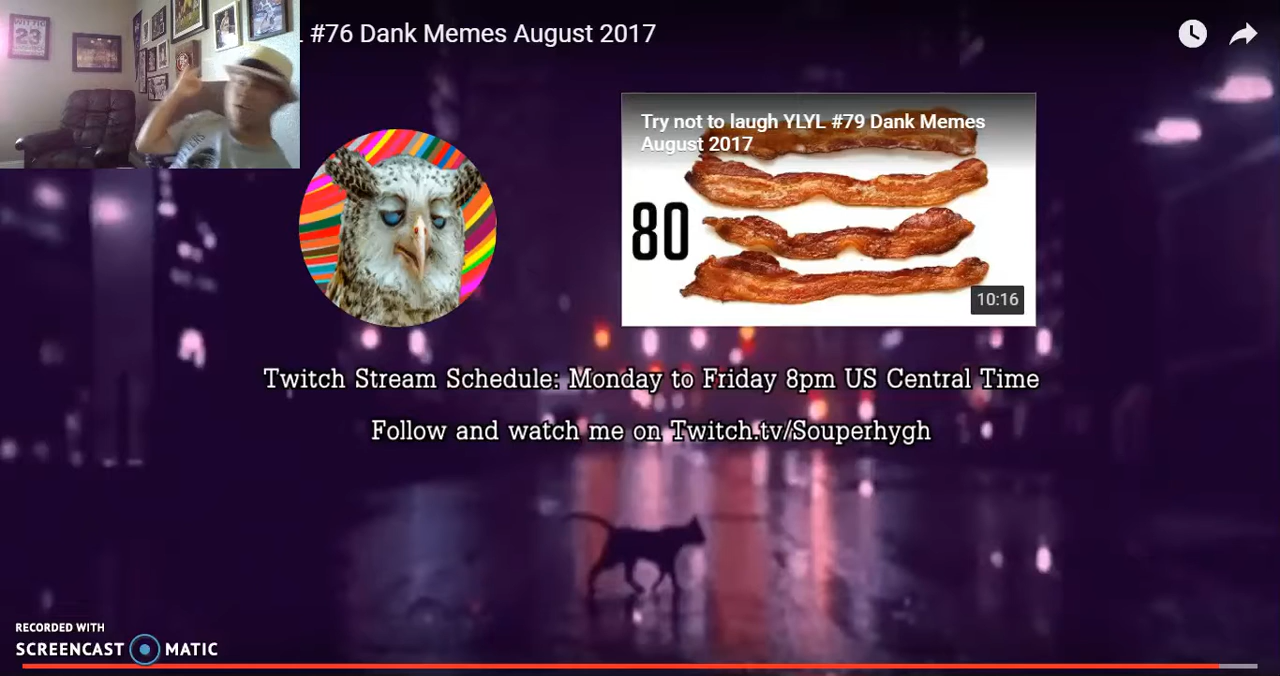 #76 Dank Memes August 2017
23
Try not to laugh YLYL #79 Dank Memes
August 2017
80
10:16
Twitch Stream Schedule: Monday to Friday 8pm US Central Time
Follow and watch me on Twitch.tv/Souperhygh
RECORDED WITH
SCREENCAST MATIC